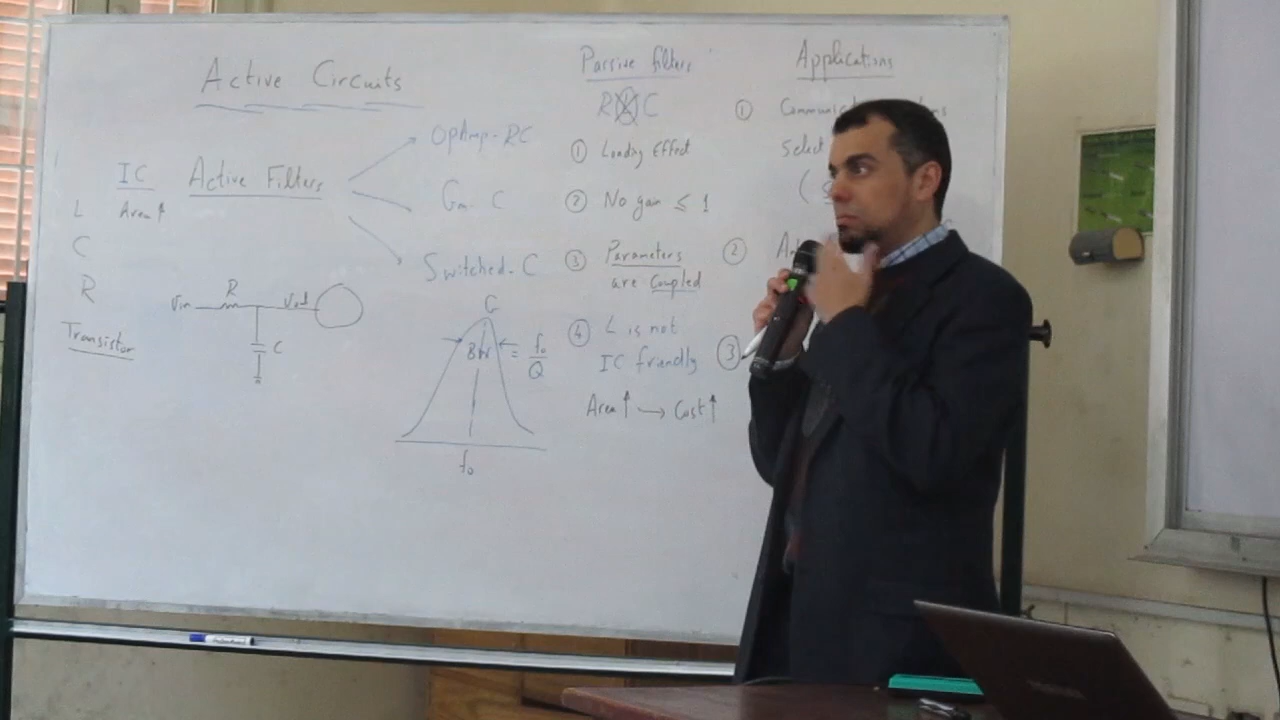 Active Circuits
IC
Area ↑
L
C
R
Transistor
Active Filters
OpAmp-RC
Gm-C
Switched-C
Vin
R
Vout
C
G
BW = fo/Q
fo
Passive filters
R L C
① Loading Effect
② No gain ≤ 1
③ Parameters
are Coupled
④ L is not
IC friendly
Area ↑ → Cost ↑
Applications
①
Select
②
③